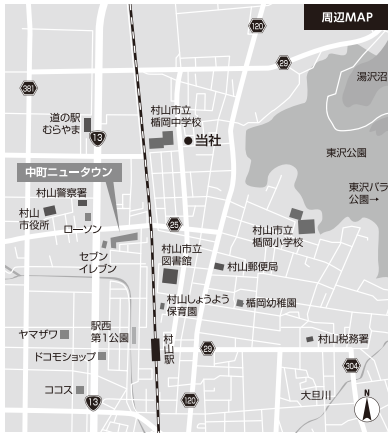 周辺MAP
120
29
381
湯沢沼
道の駅
むらやま
13
村山市立
楯岡中学校
当社
東沢公園
中町ニュータウン
東沢バラ
公園→
村山警察署
村山
市役所
ローソン
25
村山市立
楯岡小学校
セブン
イレブン
村山市立
図書館
村山郵便局
村山しょうよう
保育園
楯岡幼稚園
ヤマザワ
駅西
第1公園
村山駅
29
村山税務署
ドコモショップ
304
ココス
13
120
大旦川
N